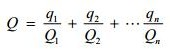 Q = q₁/Q₁ + q₂/Q₂ + ⋯ qₙ/Qₙ